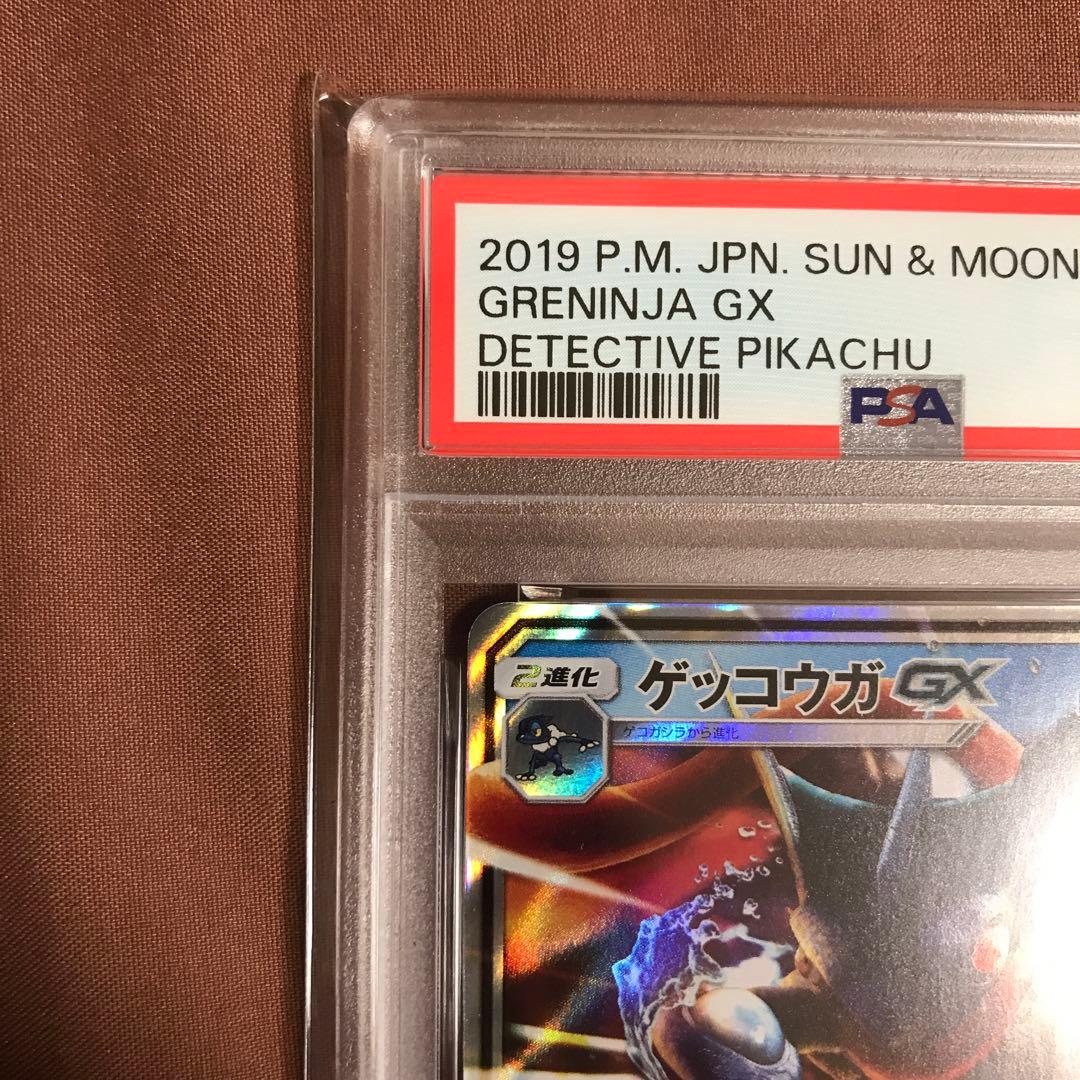 2019 P.M. JPN. SUN & MOON
GRENINJA GX
DETECTIVE PIKACHU
PSA
2進化
ゲッコウガGX
ゲコガシラから進化